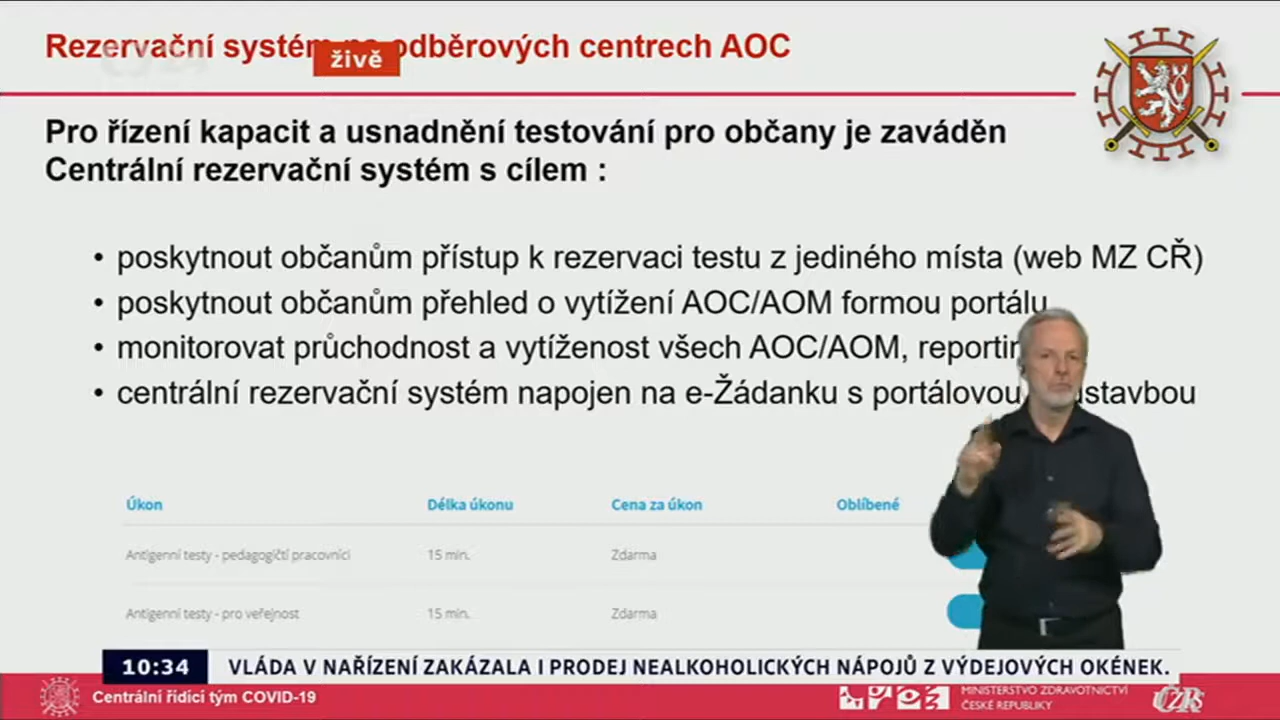 Rezervační systém odběrových centrech AOC
živě
Pro řízení kapacit a usnadnění testování pro občany je zaváděn
Centrální rezervační systém s cílem :
• poskytnout občanům přístup k rezervaci testu z jediného místa (web MZ CŘ)
• poskytnout občanům přehled o vytížení AOC/AOM formou portálu
• monitorovat průchodnost a vytíženost všech AOC/AOM,
• centrální rezervační systém napojen na e-Žádanku s portálovou
Úkon Délka úkonu Cena za úkon Oblíbené
Antigenní testy - pedagogičtí pracovníci 15 min. Zdarma
Antigenní testy - pro veřejnost 15 min. Zdarma
10:34 VLÁDA V NAŘÍZENÍ ZAKÁZALA I PRODEJ NEALKOHOLICKÝCH NÁPOJŮ Z VÝDEJOVÝCH OKÉNEK.
Centrální řídící tým COVID-19
MINISTERSTVO ZDRAVOTNICTVÍ
ČESKÉ REPUBLIKY